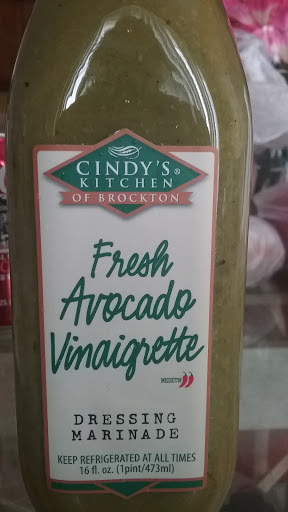 CINDY'S®
KITCHEN
OF BROCKTON
Fresh
Avocado
Vinaigrette
MEDIUM
DRESSING
MARINADE
KEEP REFRIGERATED AT ALL TIMES
16 fl. oz. (1pint/473ml)